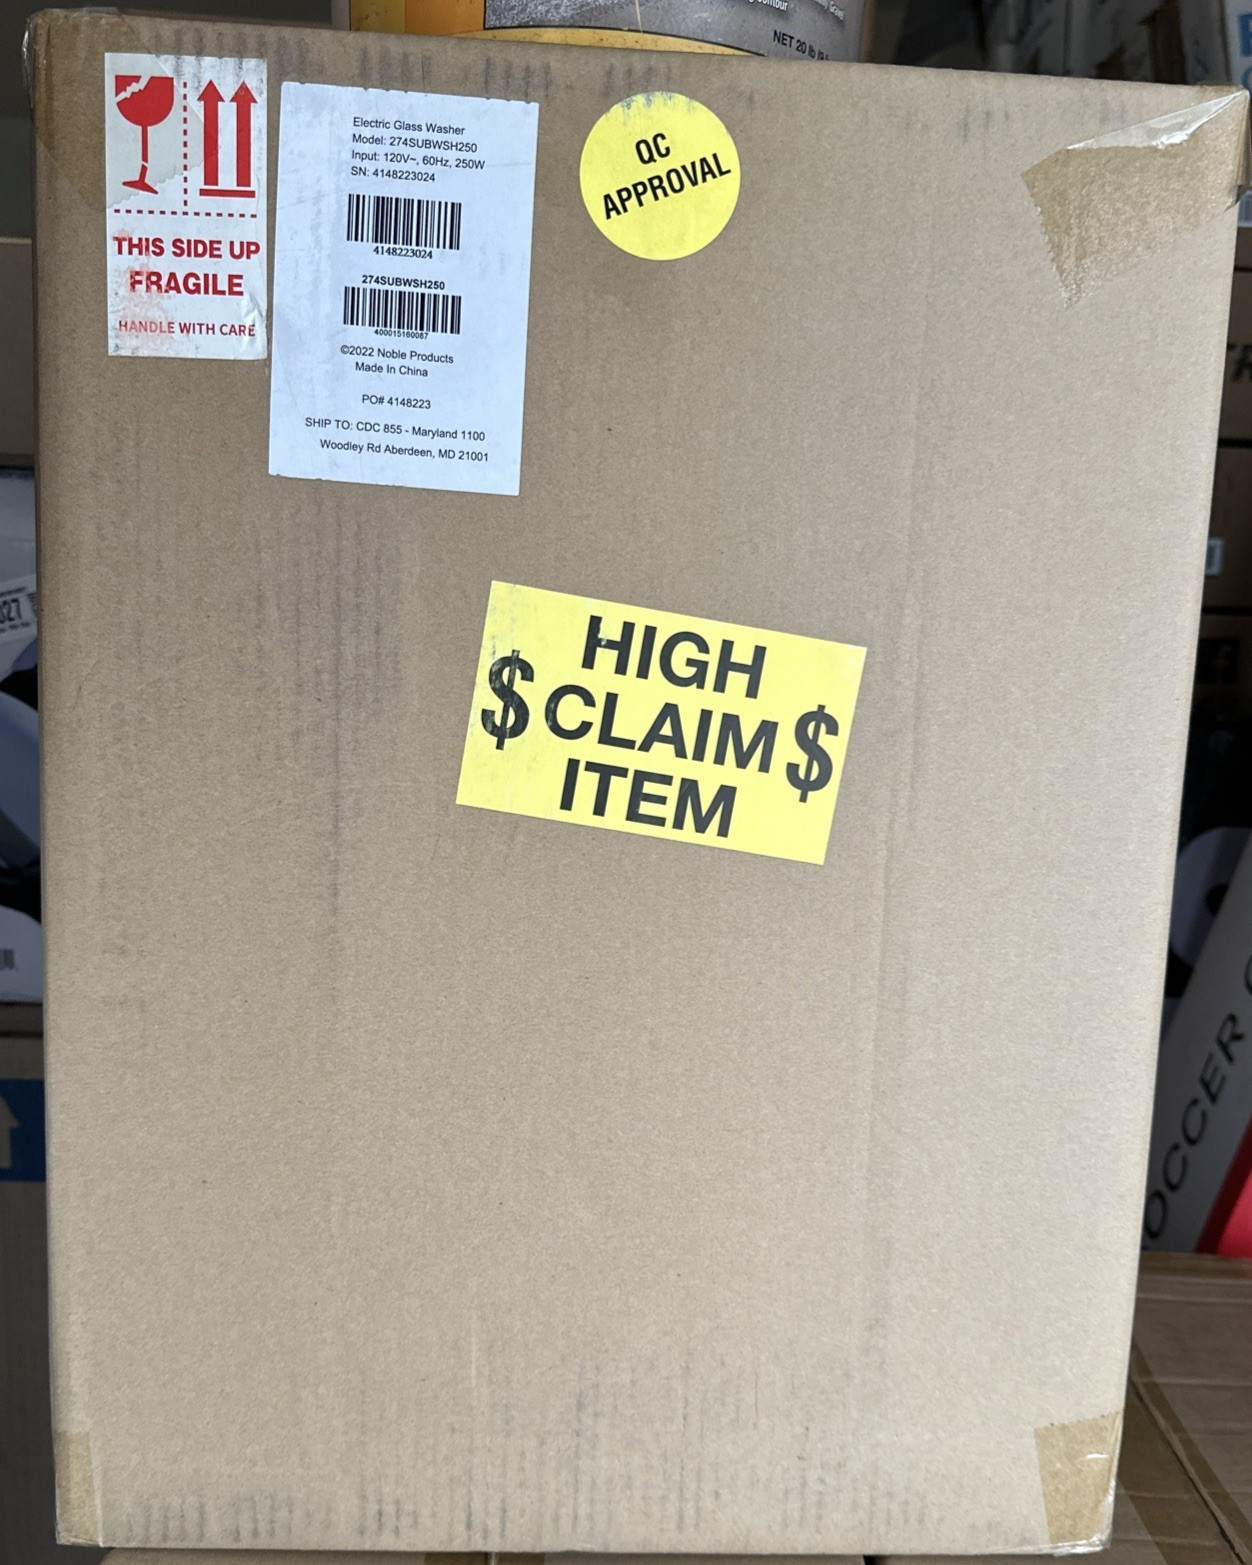 NET 20 lb
THIS SIDE UP
FRAGILE
HANDLE WITH CARE
Electric Glass Washer
Model: 274SUBWSH250
Input: 120V~, 60Hz, 250W
SN: 4148223024
4148223024
274SUBWSH250
400015160087
©2022 Noble Products
Made In China
PO# 4148223
SHIP TO: CDC 855 - Maryland 1100
Woodley Rd Aberdeen, MD 21001
QC
APPROVAL
HIGH
$ CLAIM $
ITEM